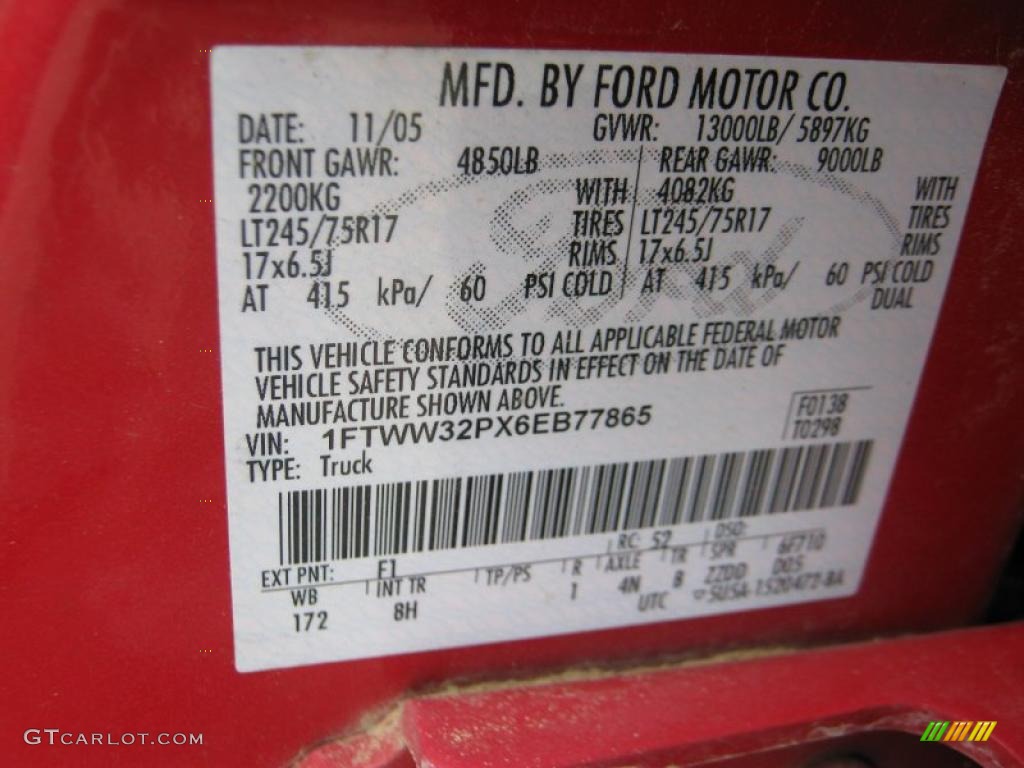 MFD. BY FORD MOTOR CO.
DATE: 11/05 GVWR: 13000LB/ 5897KG
FRONT GAWR: 4850LB REAR GAWR: 9000LB
2200KG WITH 4082KG WITH
LT245/75R17 TIRES LT245/75R17 TIRES
17x6.5J RIMS 17x6.5J RIMS
AT 415 kPa/ 60 PSI COLD AT 415 kPa/ 60 PSI COLD
DUAL
Ford
THIS VEHICLE CONFORMS TO ALL APPLICABLE FEDERAL MOTOR
VEHICLE SAFETY STANDARDS IN EFFECT ON THE DATE OF
MANUFACTURE SHOWN ABOVE.
VIN: 1FTWW32PX6EB77865 F0138
TYPE: Truck T0298
EXT PNT: F1 RC: 52 DSO:
WB INT TR TP/PS R AXLE TR SPR 6F710
172 8H 1 4N 8 ZZDD D05
UTC 5U5A-1520472-BA
GTCARLOT.COM